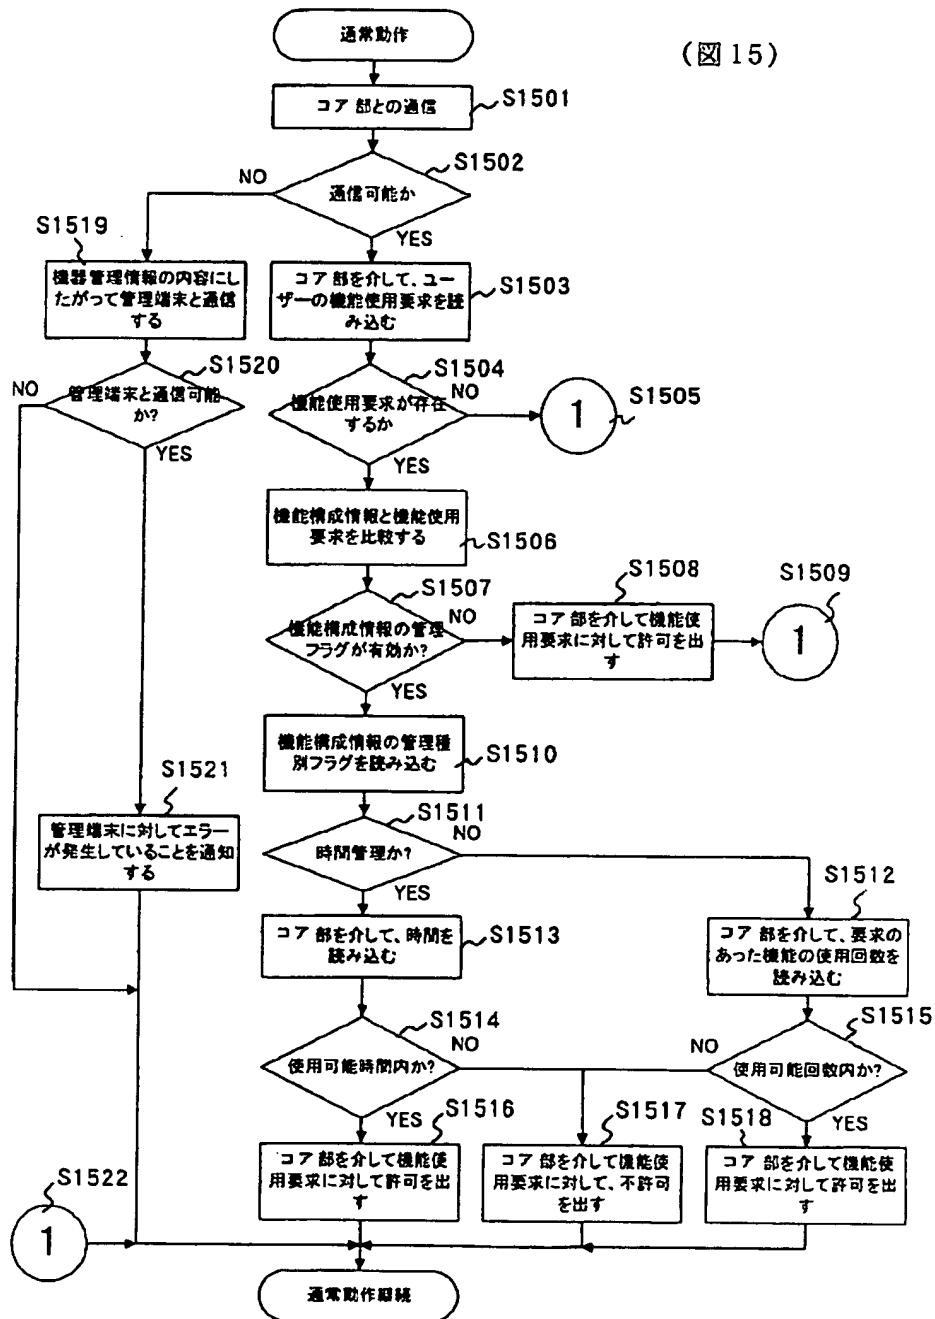 通常動作
(図15)
コア部との通信
S1501
S1502
NO
通信可能か
YES
S1519
機器管理情報の内容にし
たがって管理端末と通信
する
コア部を介して、ユー
ザーの機能使用要求を読
み込む
S1503
S1520
NO
管理端末と通信可能
か?
YES
S1504
NO
機能使用要求が存在
するか
YES
1
S1505
機能構成情報と機能使用
要求を比較する
S1506
S1507
NO
機能構成情報の管理
フラグが有効か?
YES
S1508
コア部を介して機能使
用要求に対して許可を出
す
S1509
1
機能構成情報の管理種
別フラグを読み込む
S1510
S1521
管理端末に対してエラー
が発生していることを通知
する
S1511
NO
時間管理か?
YES
S1512
コア部を介して、要求の
あった機能の使用回数を
読み込む
コア部を介して、時間を
読み込む
S1513
S1514
NO
使用可能時間内か?
YES
S1515
NO
使用可能回数内か?
YES
S1516
コア部を介して機能使
用要求に対して許可を出
す
S1517
コア部を介して機能使
用要求に対して、不許可
を出す
S1518
コア部を介して機能使
用要求に対して許可を出
す
S1522
1
通常動作継続